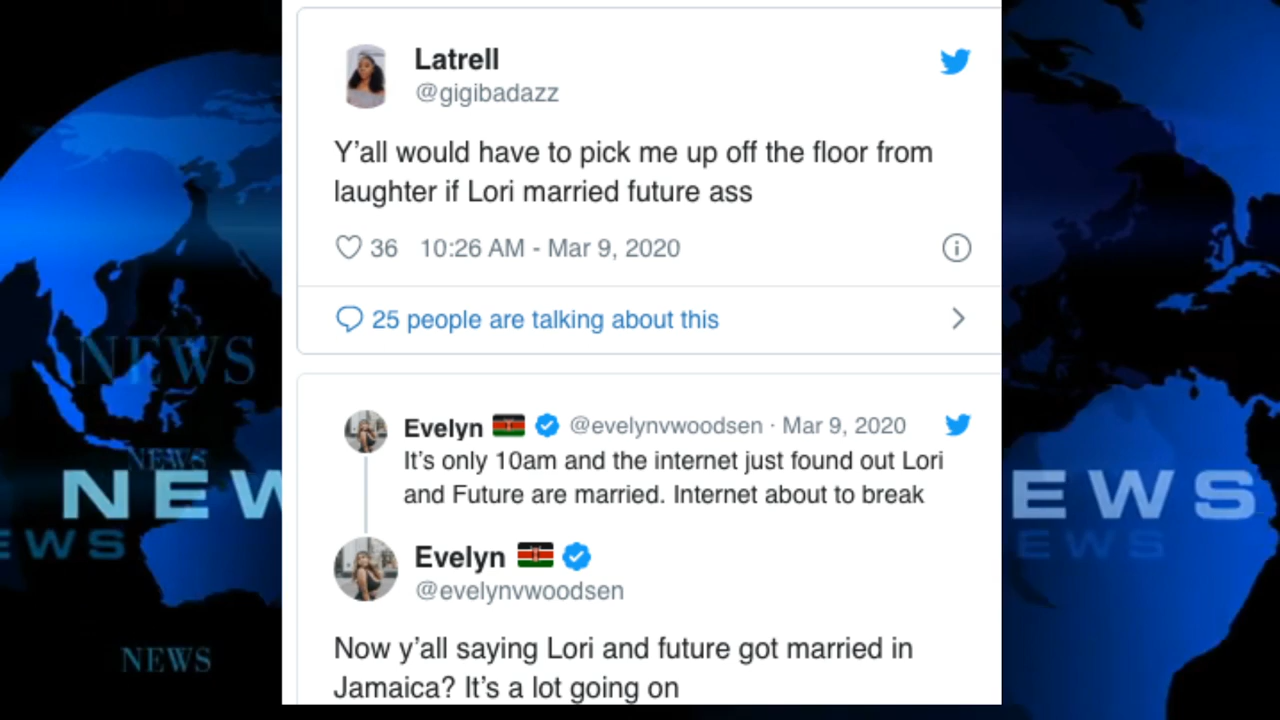 Latrell
@gigibadazz
Y’all would have to pick me up off the floor from
laughter if Lori married future ass
36 10:26 AM - Mar 9, 2020
25 people are talking about this
Evelyn @evelynvwoodsen · Mar 9, 2020
It’s only 10am and the internet just found out Lori
and Future are married. Internet about to break
Evelyn
@evelynvwoodsen
Now y’all saying Lori and future got married in
Jamaica? It’s a lot going on
NEWS
NEWS
NEW
EWS
NEWS
EWS
EWS